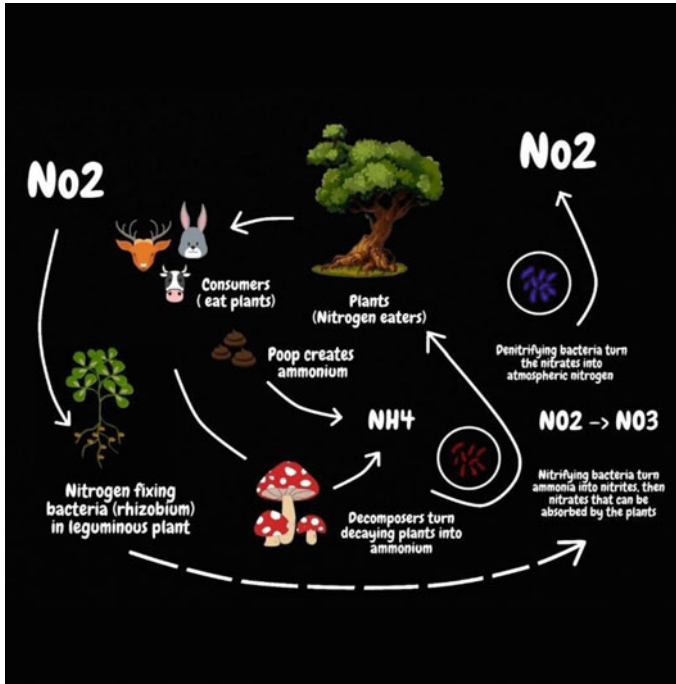 No2
No2
Consumers
( eat plants)
Plants
(Nitrogen eaters)
Poop creates
ammonium
Denitrifying bacteria turn
the nitrates into
atmospheric nitrogen
NH4
NO2 -> NO3
Nitrogen fixing
bacteria (rhizobium)
in leguminous plant
Decomposers turn
decaying plants into
ammonium
Nitrifying bacteria turn
ammonia into nitrites, then
nitrates that can be
absorbed by the plants